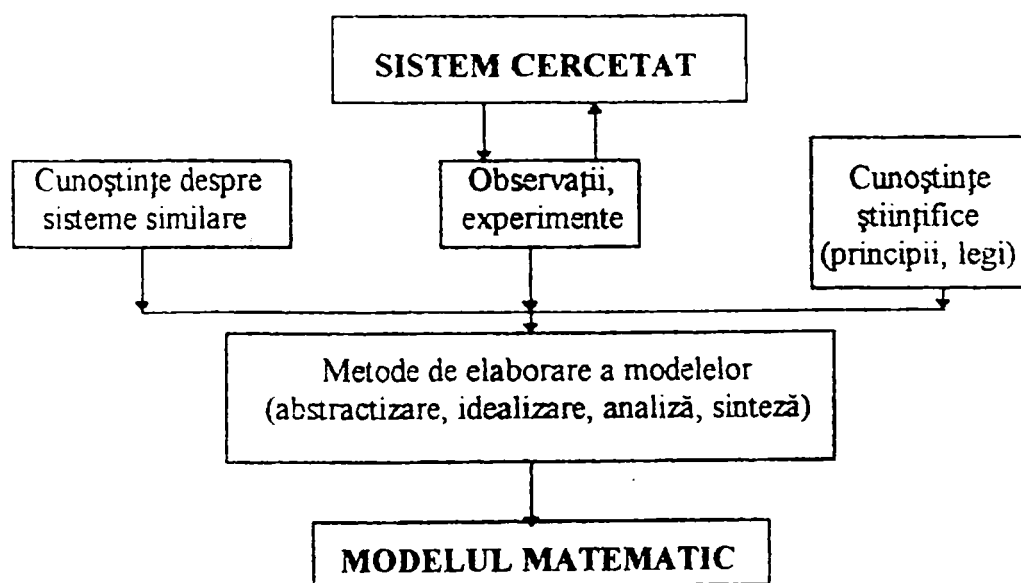 SISTEM CERCETAT
Cunoştinţe despre
sisteme similare
Observaţii,
experimente
Cunoştinţe
ştiinţifice
(principii, legi)
Metode de elaborare a modelelor
(abstractizare, idealizare, analiză, sinteză)
MODELUL MATEMATIC